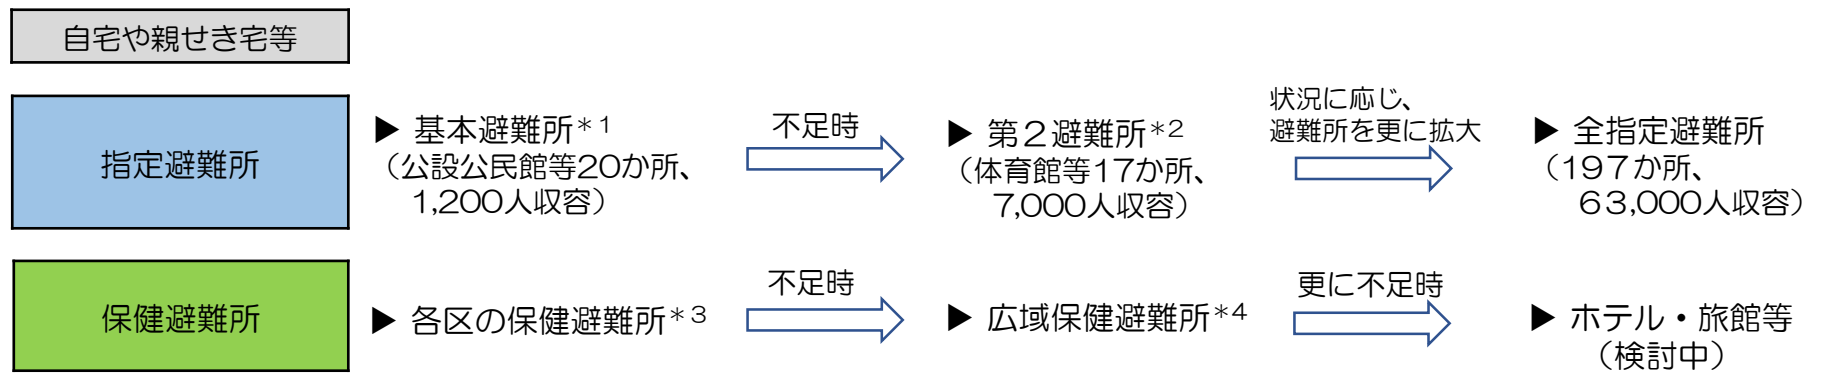 自宅や親せき宅等
指定避難所
▶ 基本避難所＊1
（公設公民館等20か所、
1,200人収容）
不足時
▶ 第２避難所＊2
（体育館等17か所、
7,000人収容）
状況に応じ、
避難所を更に拡大
▶ 全指定避難所
（197か所、
６３,000人収容）
保健避難所
▶ 各区の保健避難所＊3
不足時
▶ 広域保健避難所＊4
更に不足時
▶ ホテル・旅館等
（検討中）